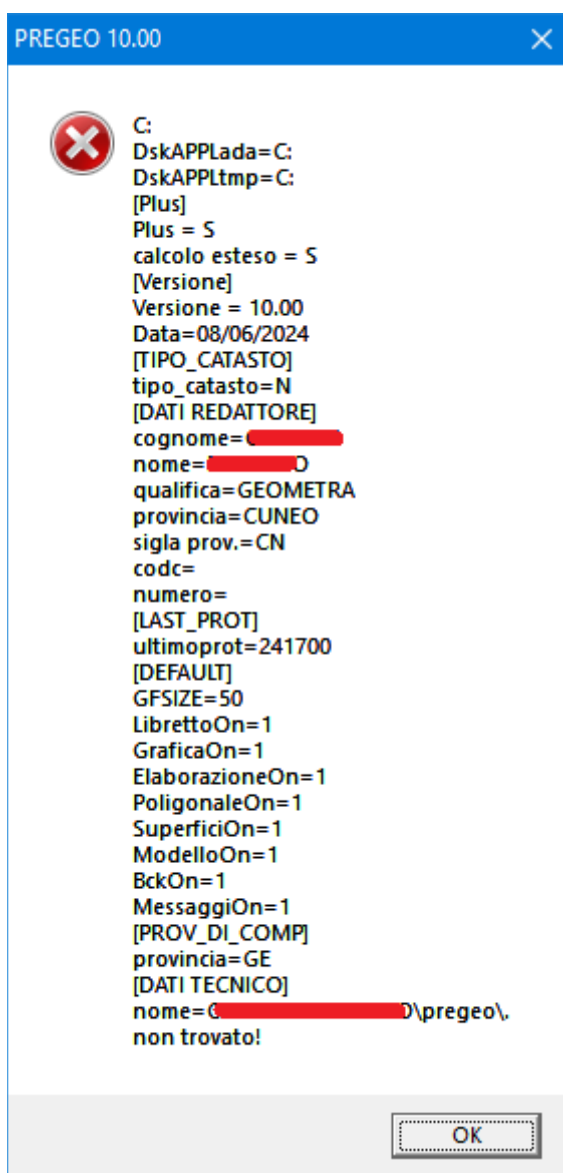 PREGEO 10.00
C:
DskAPPLada=C:
DskAPPLtmp=C:
[Plus]
Plus = S
calcolo esteso = S
[Versione]
Versione = 10.00
Data=08/06/2024
[TIPO_CATASTO]
tipo_catasto=N
[DATI REDATTORE]
cognome=
nome=
qualifica=GEOMETRA
provincia=CUNEO
sigla prov.=CN
codc=
numero=
[LAST_PROT]
ultimoprot=241700
[DEFAULT]
GFSIZE=50
LibrettoOn=1
GraficaOn=1
ElaborazioneOn=1
PoligonaleOn=1
SuperficiOn=1
ModelloOn=1
BckOn=1
MessaggiOn=1
[PROV_DI_COMP]
provincia=GE
[DATI TECNICO]
nome= \pregeo\.
non trovato!
OK